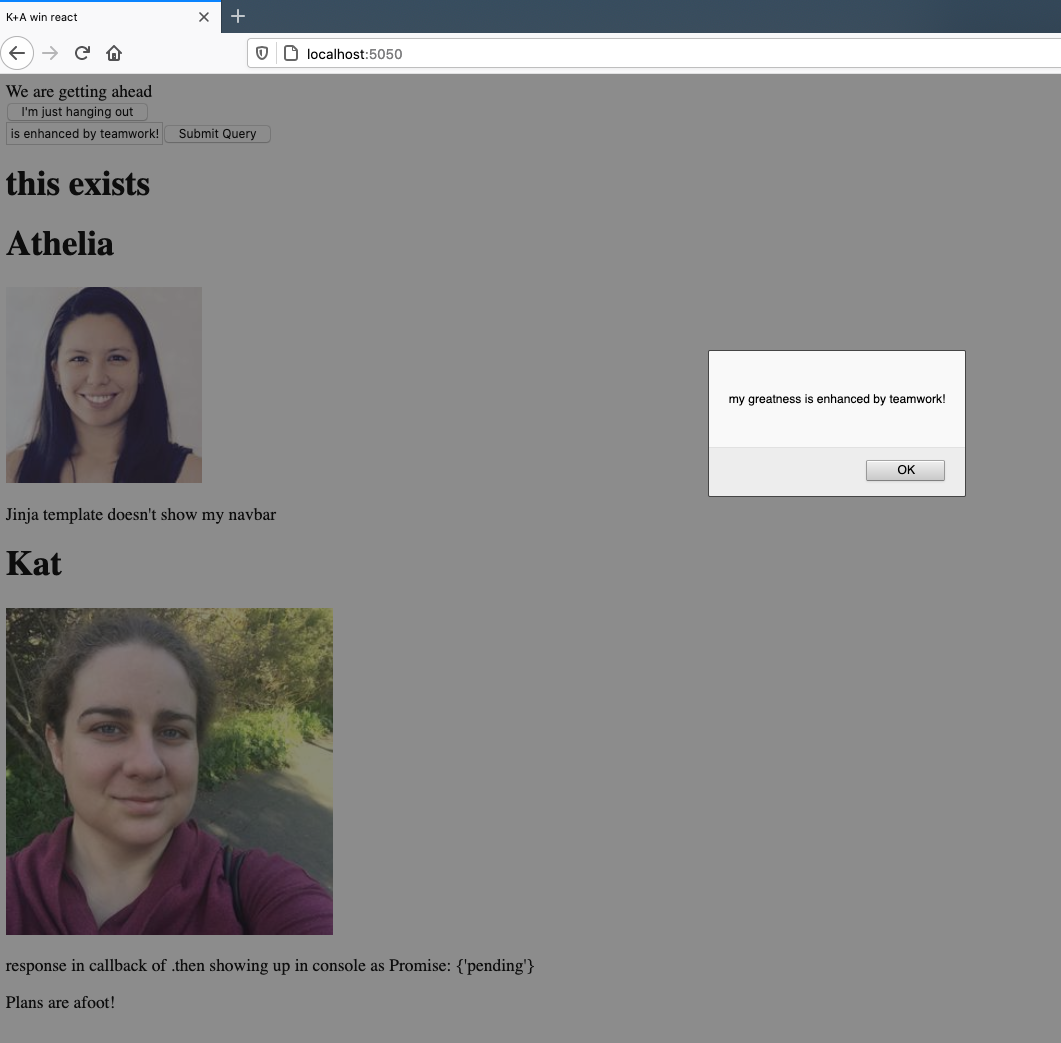 K+A win react
localhost:5050
We are getting ahead
I'm just hanging out
is enhanced by teamwork! Submit Query
this exists
Athelia
my greatness is enhanced by teamwork!
OK
Jinja template doesn't show my navbar
Kat
response in callback of .then showing up in console as Promise: {'pending'}
Plans are afoot!